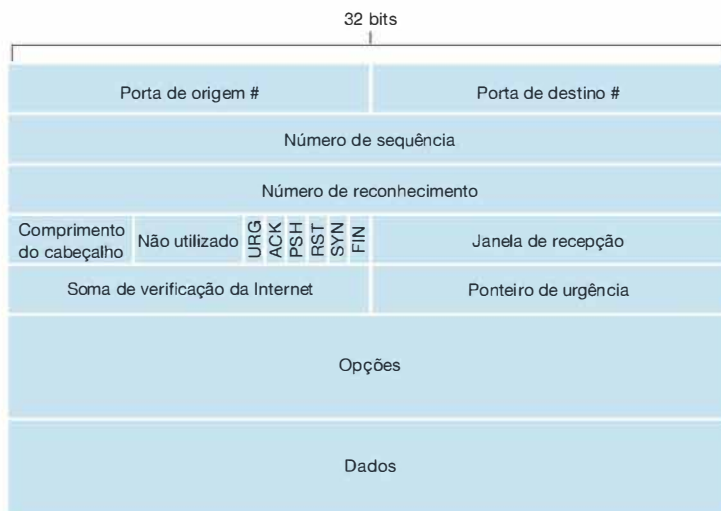 32 bits
Porta de origem #
Porta de destino #
Número de sequência
Número de reconhecimento
Comprimento
do cabeçalho
Não utilizado
URG
ACK
PSH
RST
SYN
FIN
Janela de recepção
Soma de verificação da Internet
Ponteiro de urgência
Opções
Dados